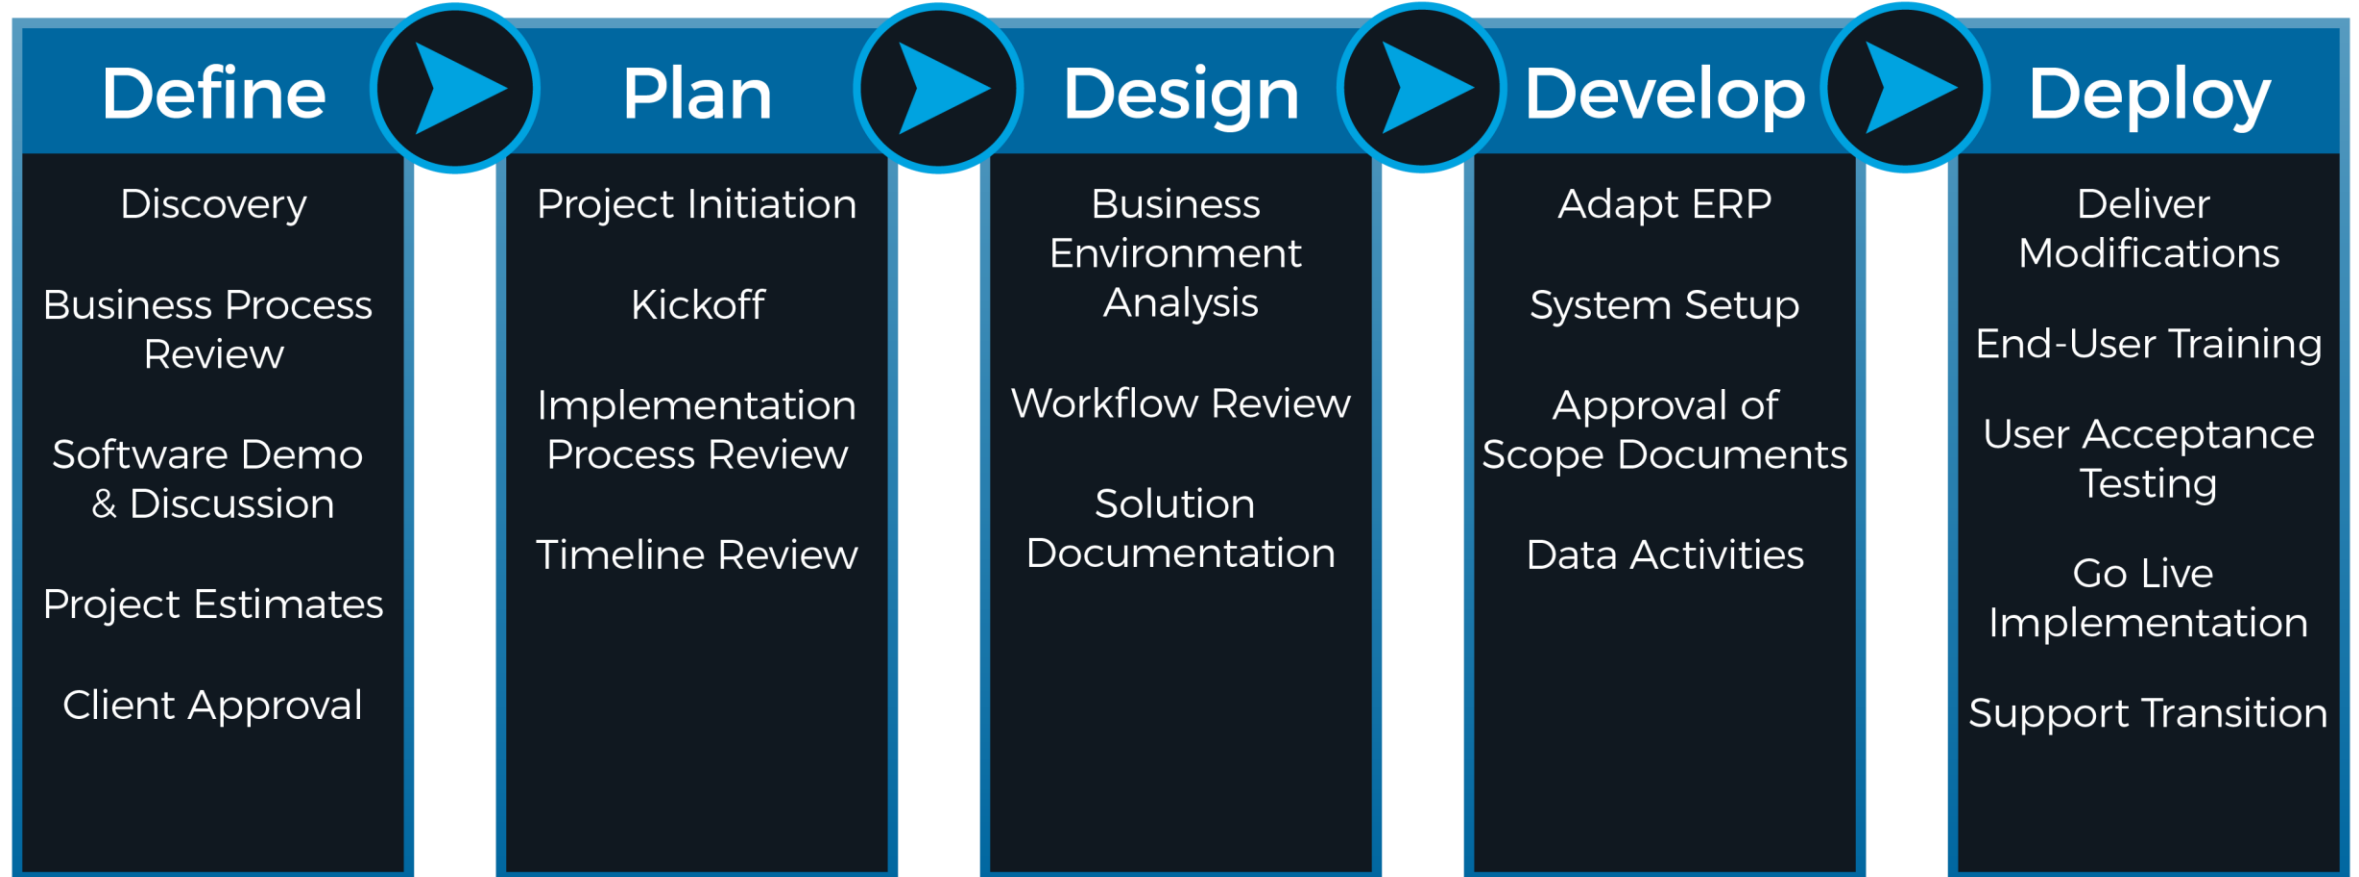 Define
Discovery
Business Process
Review
Software Demo
& Discussion
Project Estimates
Client Approval
Plan
Project Initiation
Kickoff
Implementation
Process Review
Timeline Review
Design
Business
Environment
Analysis
Workflow Review
Solution
Documentation
Develop
Adapt ERP
System Setup
Approval of
Scope Documents
Data Activities
Deploy
Deliver
Modifications
End-User Training
User Acceptance
Testing
Go Live
Implementation
Support Transition